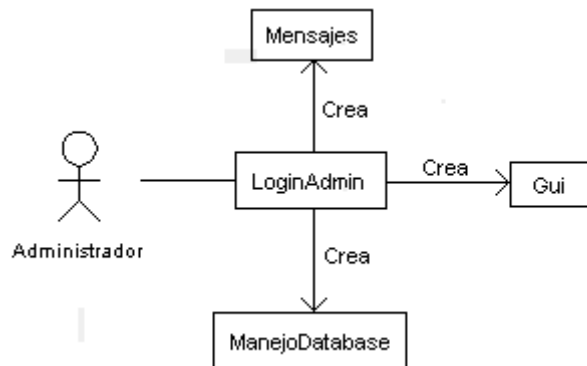 Mensajes
Crea
LoginAdmin
Crea
Gui
Administrador
Crea
ManejoDatabase